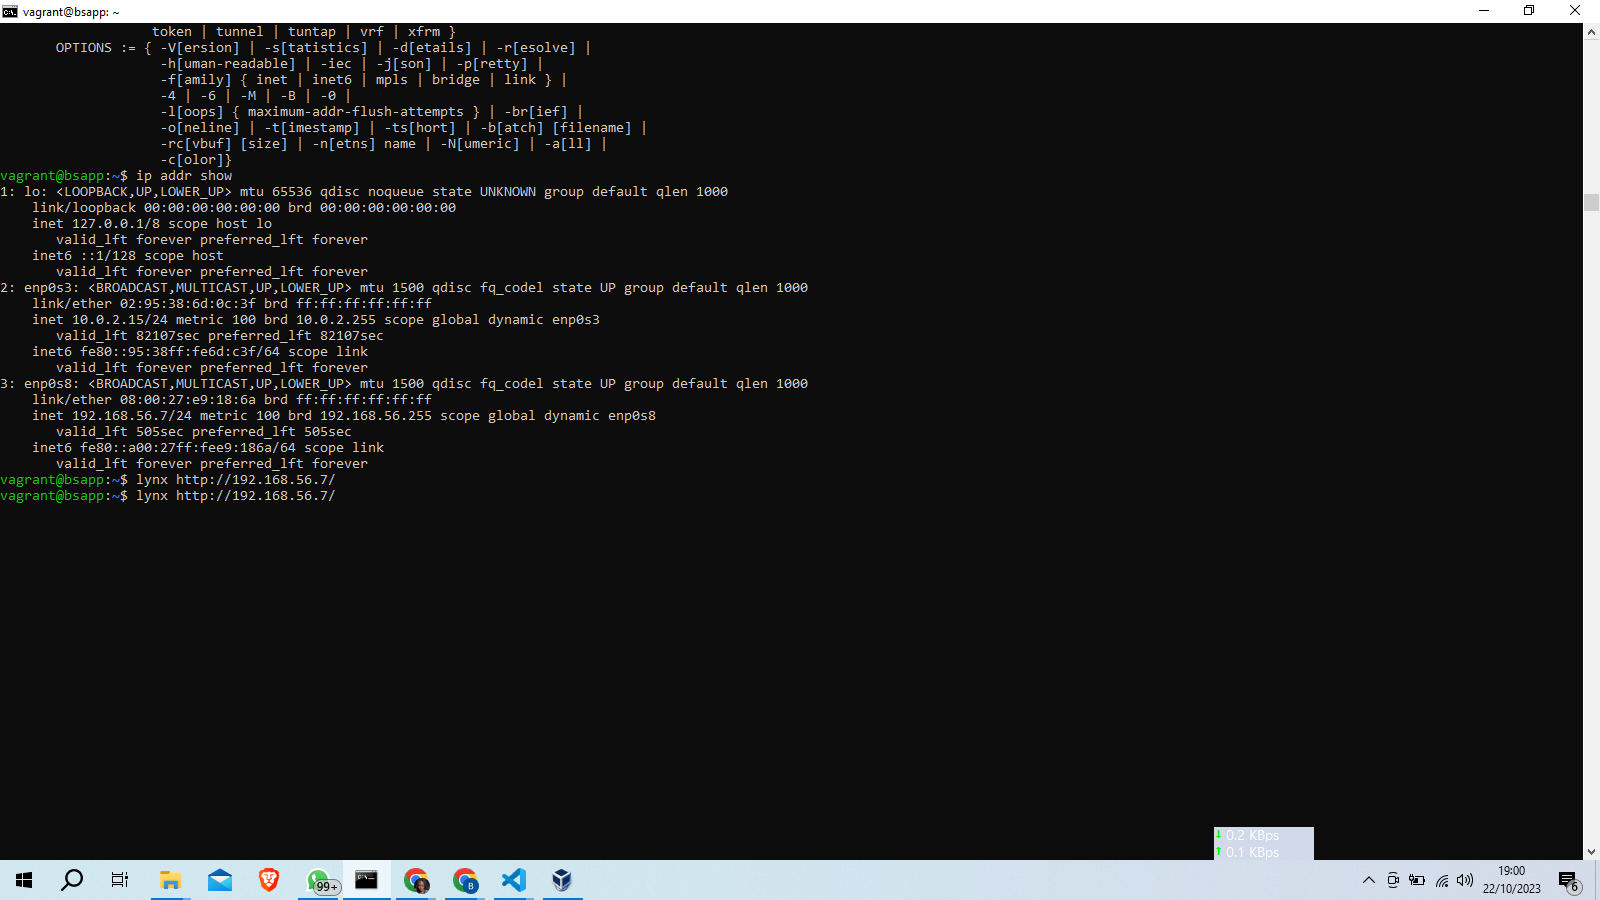 vagrant@bsapp: ~
token | tunnel | tuntap | vrf | xfrm }
OPTIONS := { -V[ersion] | -s[tatistics] | -d[etails] | -r[esolve] |
-h[uman-readable] | -iec | -j[son] | -p[retty] |
-f[amily] { inet | inet6 | mpls | bridge | link } |
-4 | -6 | -M | -B | -0 |
-l[oops] { maximum-addr-flush-attempts } | -br[ief] |
-o[neline] | -t[imestamp] | -ts[hort] | -b[atch] [filename] |
-rc[vbuf] [size] | -n[etns] name | -N[umeric] | -a[ll] |
-c[olor]}
vagrant@bsapp:~$ ip addr show
1: lo: <LOOPBACK,UP,LOWER_UP> mtu 65536 qdisc noqueue state UNKNOWN group default qlen 1000
link/loopback 00:00:00:00:00:00 brd 00:00:00:00:00:00
inet 127.0.0.1/8 scope host lo
valid_lft forever preferred_lft forever
inet6 ::1/128 scope host
valid_lft forever preferred_lft forever
2: enp0s3: <BROADCAST,MULTICAST,UP,LOWER_UP> mtu 1500 qdisc fq_codel state UP group default qlen 1000
link/ether 02:95:38:6d:0c:3f brd ff:ff:ff:ff:ff:ff
inet 10.0.2.15/24 metric 100 brd 10.0.2.255 scope global dynamic enp0s3
valid_lft 82107sec preferred_lft 82107sec
inet6 fe80::95:38ff:fe6d:c3f/64 scope link
valid_lft forever preferred_lft forever
3: enp0s8: <BROADCAST,MULTICAST,UP,LOWER_UP> mtu 1500 qdisc fq_codel state UP group default qlen 1000
link/ether 08:00:27:e9:18:6a brd ff:ff:ff:ff:ff:ff
inet 192.168.56.7/24 metric 100 brd 192.168.56.255 scope global dynamic enp0s8
valid_lft 505sec preferred_lft 505sec
inet6 fe80::a00:27ff:fee9:186a/64 scope link
valid_lft forever preferred_lft forever
vagrant@bsapp:~$ lynx http://192.168.56.7/
vagrant@bsapp:~$ lynx http://192.168.56.7/
0.2 KBps
0.1 KBps
99+
B
19:00
22/10/2023
6